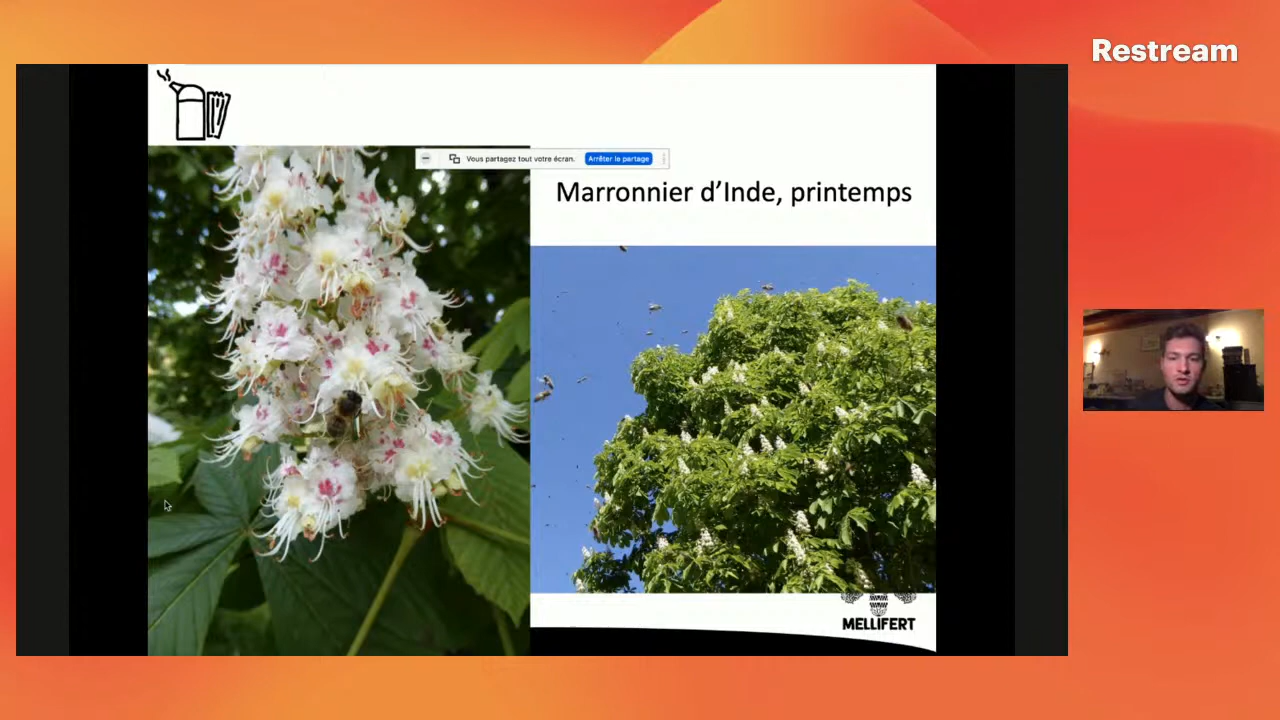 Restream
Vous partagez tout votre écran. Arrêter le partage
Marronnier d’Inde, printemps
MELLIFERT